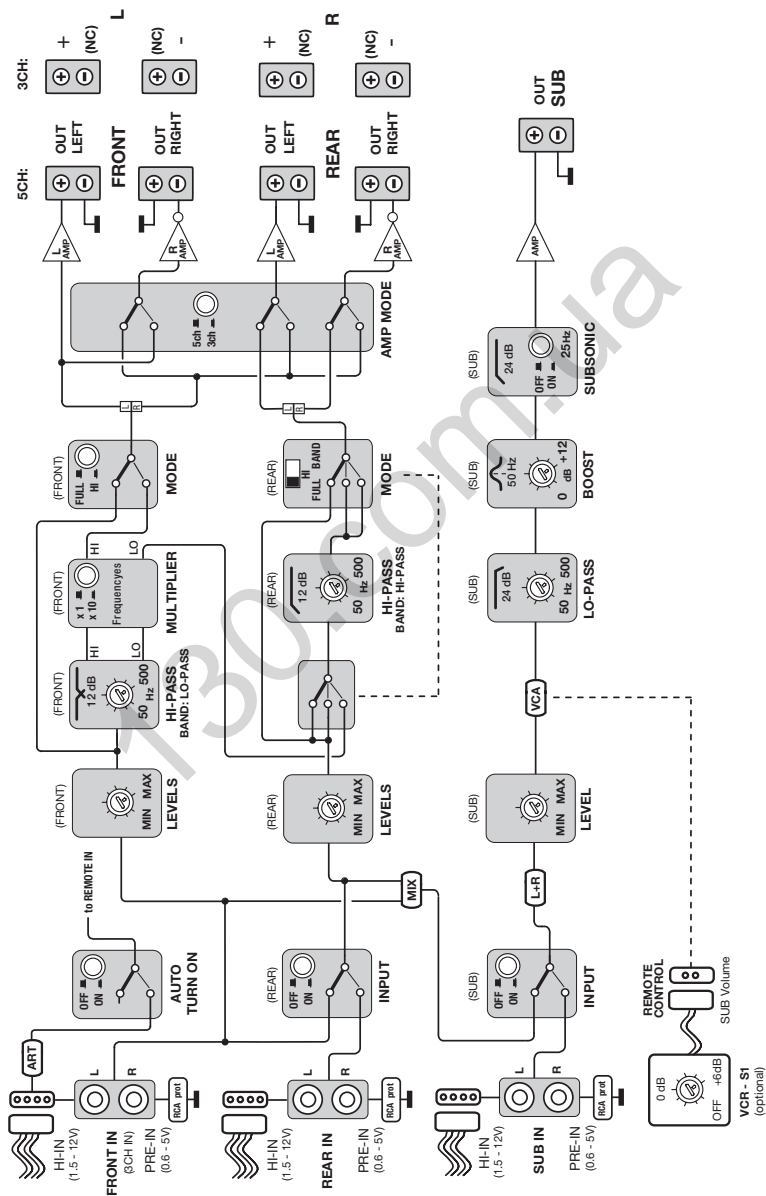 3CH:
+
(NC)
L
(NC)
-
+
(NC)
R
(NC)
-
5CH:
OUT
LEFT
FRONT
OUT
RIGHT
OUT
LEFT
REAR
OUT
RIGHT
OUT
SUB
L
AMP
R
AMP
L
AMP
R
AMP
AMP
5ch
3ch
AMP MODE
(SUB)
24 dB
OFF
ON
25Hz
SUBSONIC
L
R
L
R
(FRONT)
FULL
HI
MODE
(REAR)
FULL
HI
BAND
MODE
(SUB)
50 Hz
0
dB
+12
BOOST
(FRONT)
x 1
x 10
Frequencyes
MULTIPLIER
HI
LO
HI
LO
(REAR)
12 dB
50
Hz
500
HI-PASS
BAND: HI-PASS
(SUB)
24 dB
50
Hz
500
LO-PASS
(FRONT)
12 dB
50
Hz
500
HI-PASS
BAND: LO-PASS
VCA
(FRONT)
MIN
MAX
LEVELS
(REAR)
MIN
MAX
LEVELS
(SUB)
MIN
MAX
LEVEL
to REMOTE IN
MIX
L+R
OFF
ON
AUTO
TURN ON
(REAR)
OFF
ON
INPUT
(SUB)
OFF
ON
INPUT
REMOTE
CONTROL
SUB Volume
ART
L
R
RCA prot
L
R
RCA prot
L
R
RCA prot
HI-IN
(1.5 - 12V)
FRONT IN
(3CH IN)
PRE-IN
(0.6 - 5V)
HI-IN
(1.5 - 12V)
REAR IN
PRE-IN
(0.6 - 5V)
HI-IN
(1.5 - 12V)
SUB IN
PRE-IN
(0.6 - 5V)
0 dB
OFF
+6dB
VCR - S1
(optional)
130.com.ua